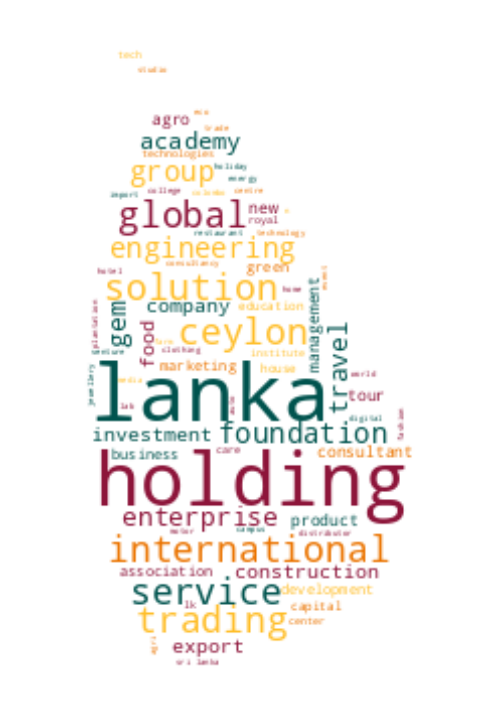 tech
studio
eco
agro
trade
academy
technologies
group
holiday
energy
import
college
colombo
centre
global
new
royal
restaurant
technology
engineering
consultancy
hotel
green
event
solution
home
gem
company
education
management
plantation
food
ceylon
farm
clothing
institute
venture
travel
marketing
house
world
jewellery
media
lanka
tour
lab
digital
fashion
investment
foundation
business
care
consultant
holding
enterprise
product
campus
motor
distributor
international
association
construction
service
development
lk
capital
trading
center
agri
export
sri lanka